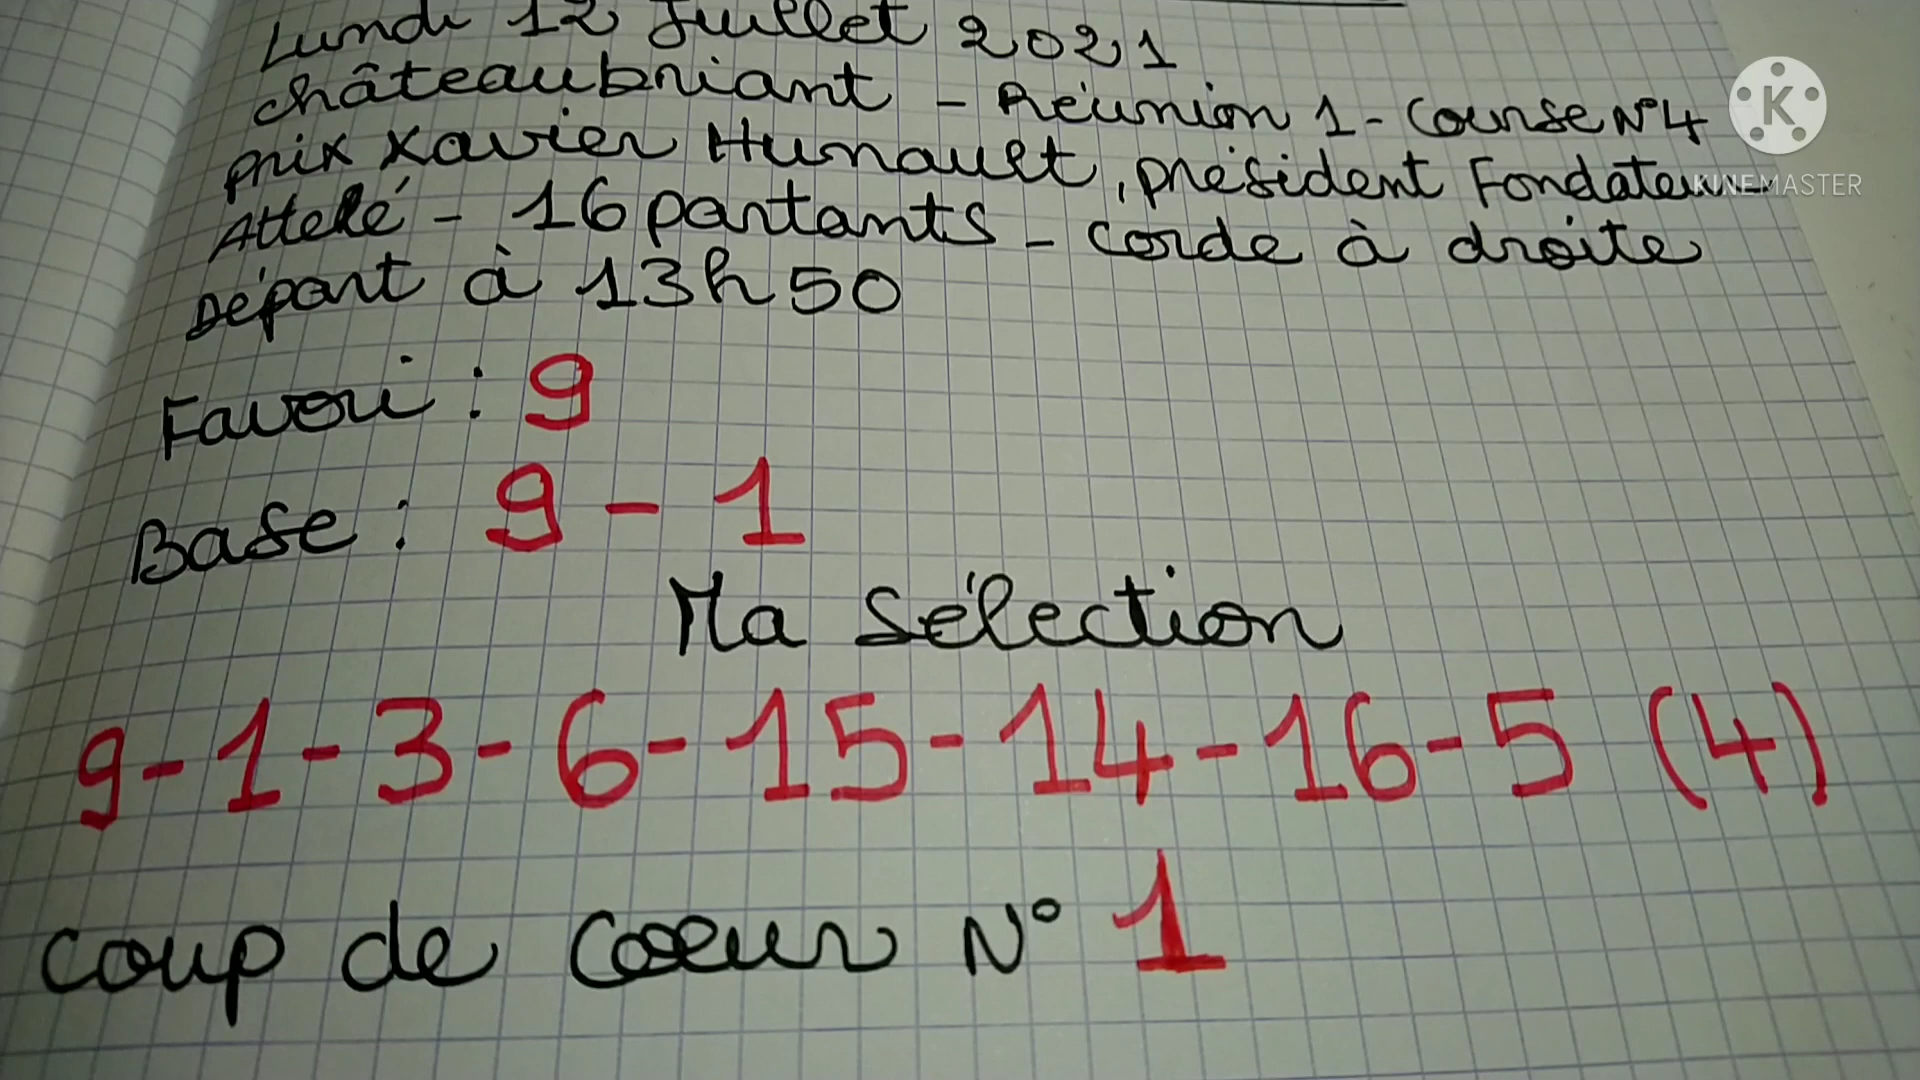 Lundi 12 Juillet 2021
châteaubriant - Réunion 1 - Course N°4
prix Xavier Hunault, président Fondateur
Attelé - 16 partants - Corde à droite
Départ à 13h50
Favori : 9
Base : 9 - 1
Ma sélection
9 - 1 - 3 - 6 - 15 - 14 - 16 - 5 (4)
coup de Coeur N° 1
K
KINEMASTER